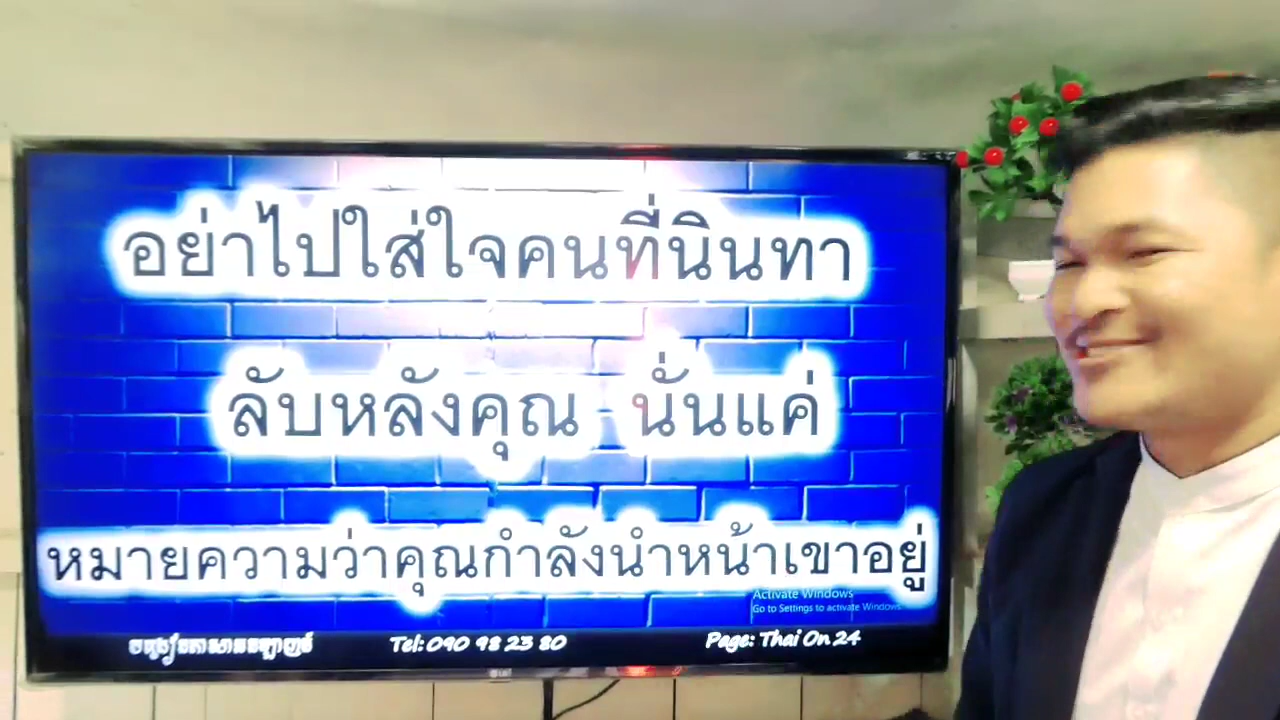 อย่าไปใส่ใจคนที่นินทา
ลับหลังคุณ นั่นแค่
หมายความว่าคุณกำลังนำหน้าเขาอยู่
Activate Windows
Go to Settings to activate Windows.
Tel: 090 98 23 80
Page: Thai On 24